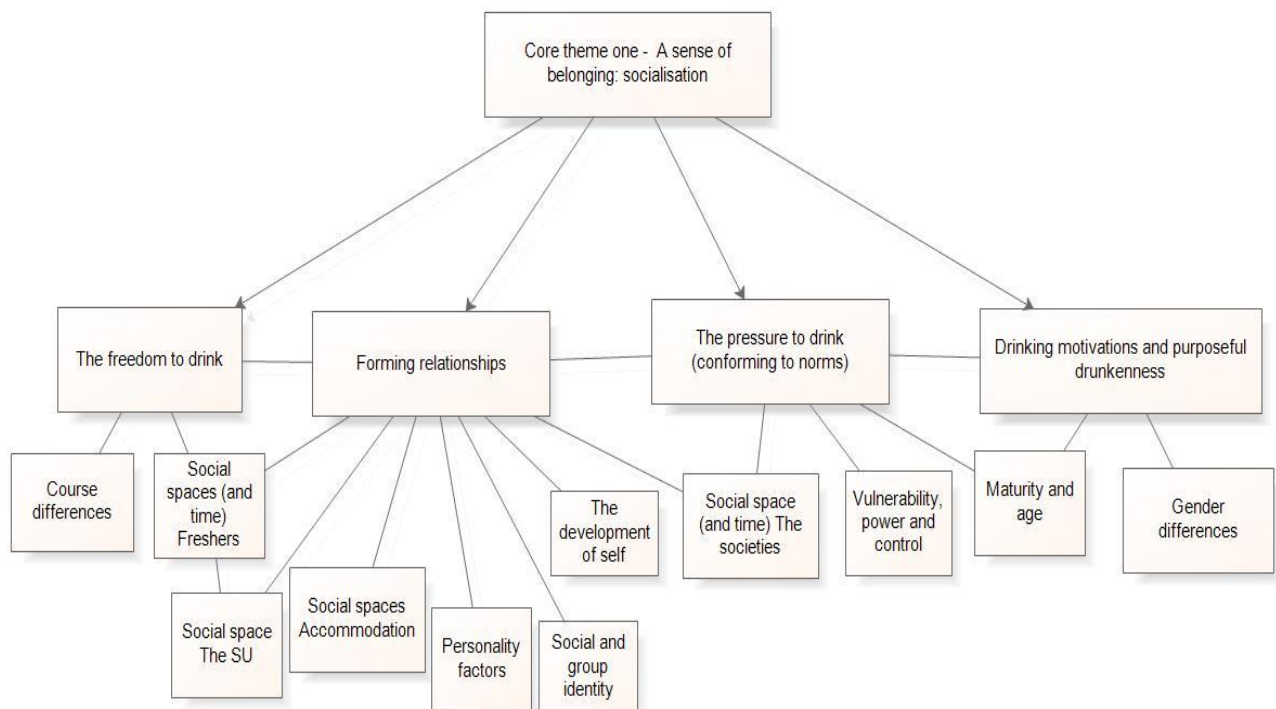 Core theme one - A sense of
belonging: socialisation
The freedom to drink
Forming relationships
The pressure to drink
(conforming to norms)
Drinking motivations and purposeful
drunkenness
Course
differences
Social
spaces (and
time)
Freshers
Social space
The SU
Social spaces
Accommodation
Personality
factors
Social and
group
identity
The
development
of self
Social space
(and time) The
societies
Vulnerability,
power and
control
Maturity and
age
Gender
differences